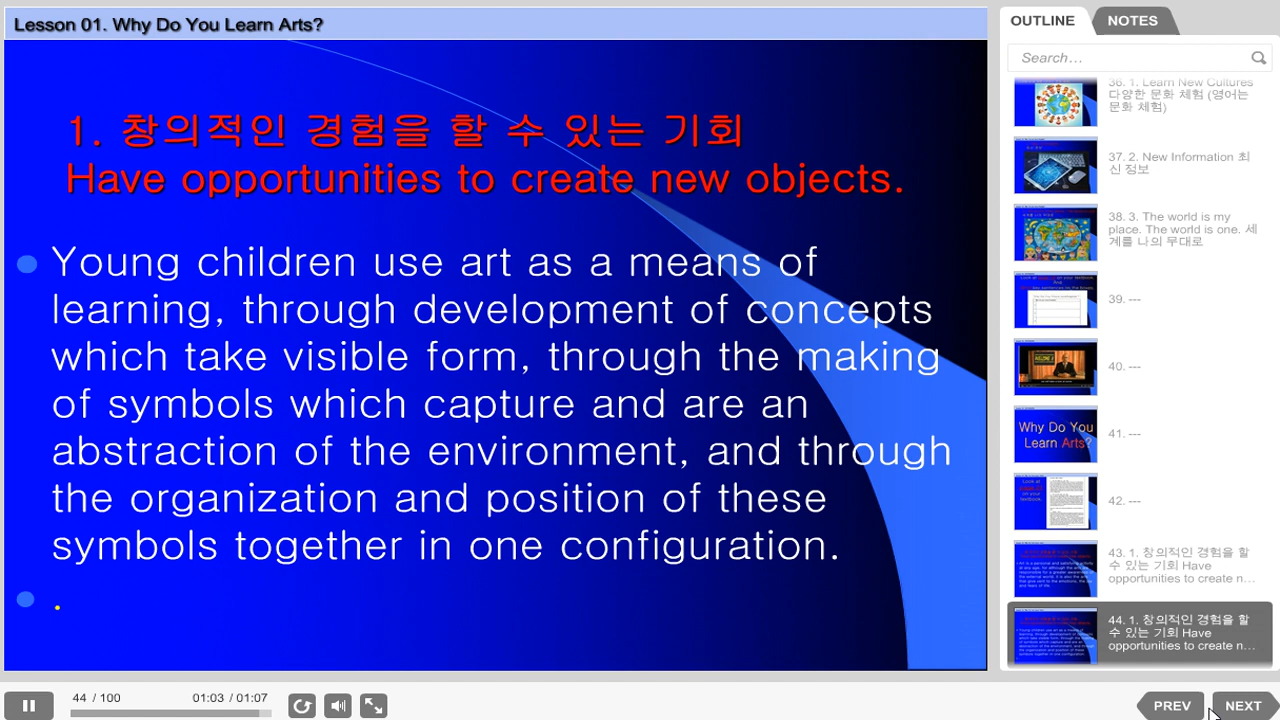 Lesson 01. Why Do You Learn Arts?
1. 창의적인 경험을 할 수 있는 기회
Have opportunities to create new objects.
Young children use art as a means of
learning, through development of concepts
which take visible form, through the making
of symbols which capture and are an
abstraction of the environment, and through
the organization and position of these
symbols together in one configuration.
.
44 / 100
01:03 / 01:07
PREV
NEXT
OUTLINE
NOTES
Search...
36. 1. Learn New Cultures
다양한 문화 체험 (영어는
문화 체험)
37. 2. New Information 최
신 정보
38. 3. The world is my
place. The world is one. 세
계를 나의 무대로
39. ---
40. ---
Why Do You
Learn Arts?
41. ---
Look at
on your
textbook.
42. ---
43. 1. 창의적인 경험을 할
수 있는 기회 Have
opportunities to create n...
44. 1. 창의적인 경험을 할
수 있는 기회 Have
opportunities to create n...